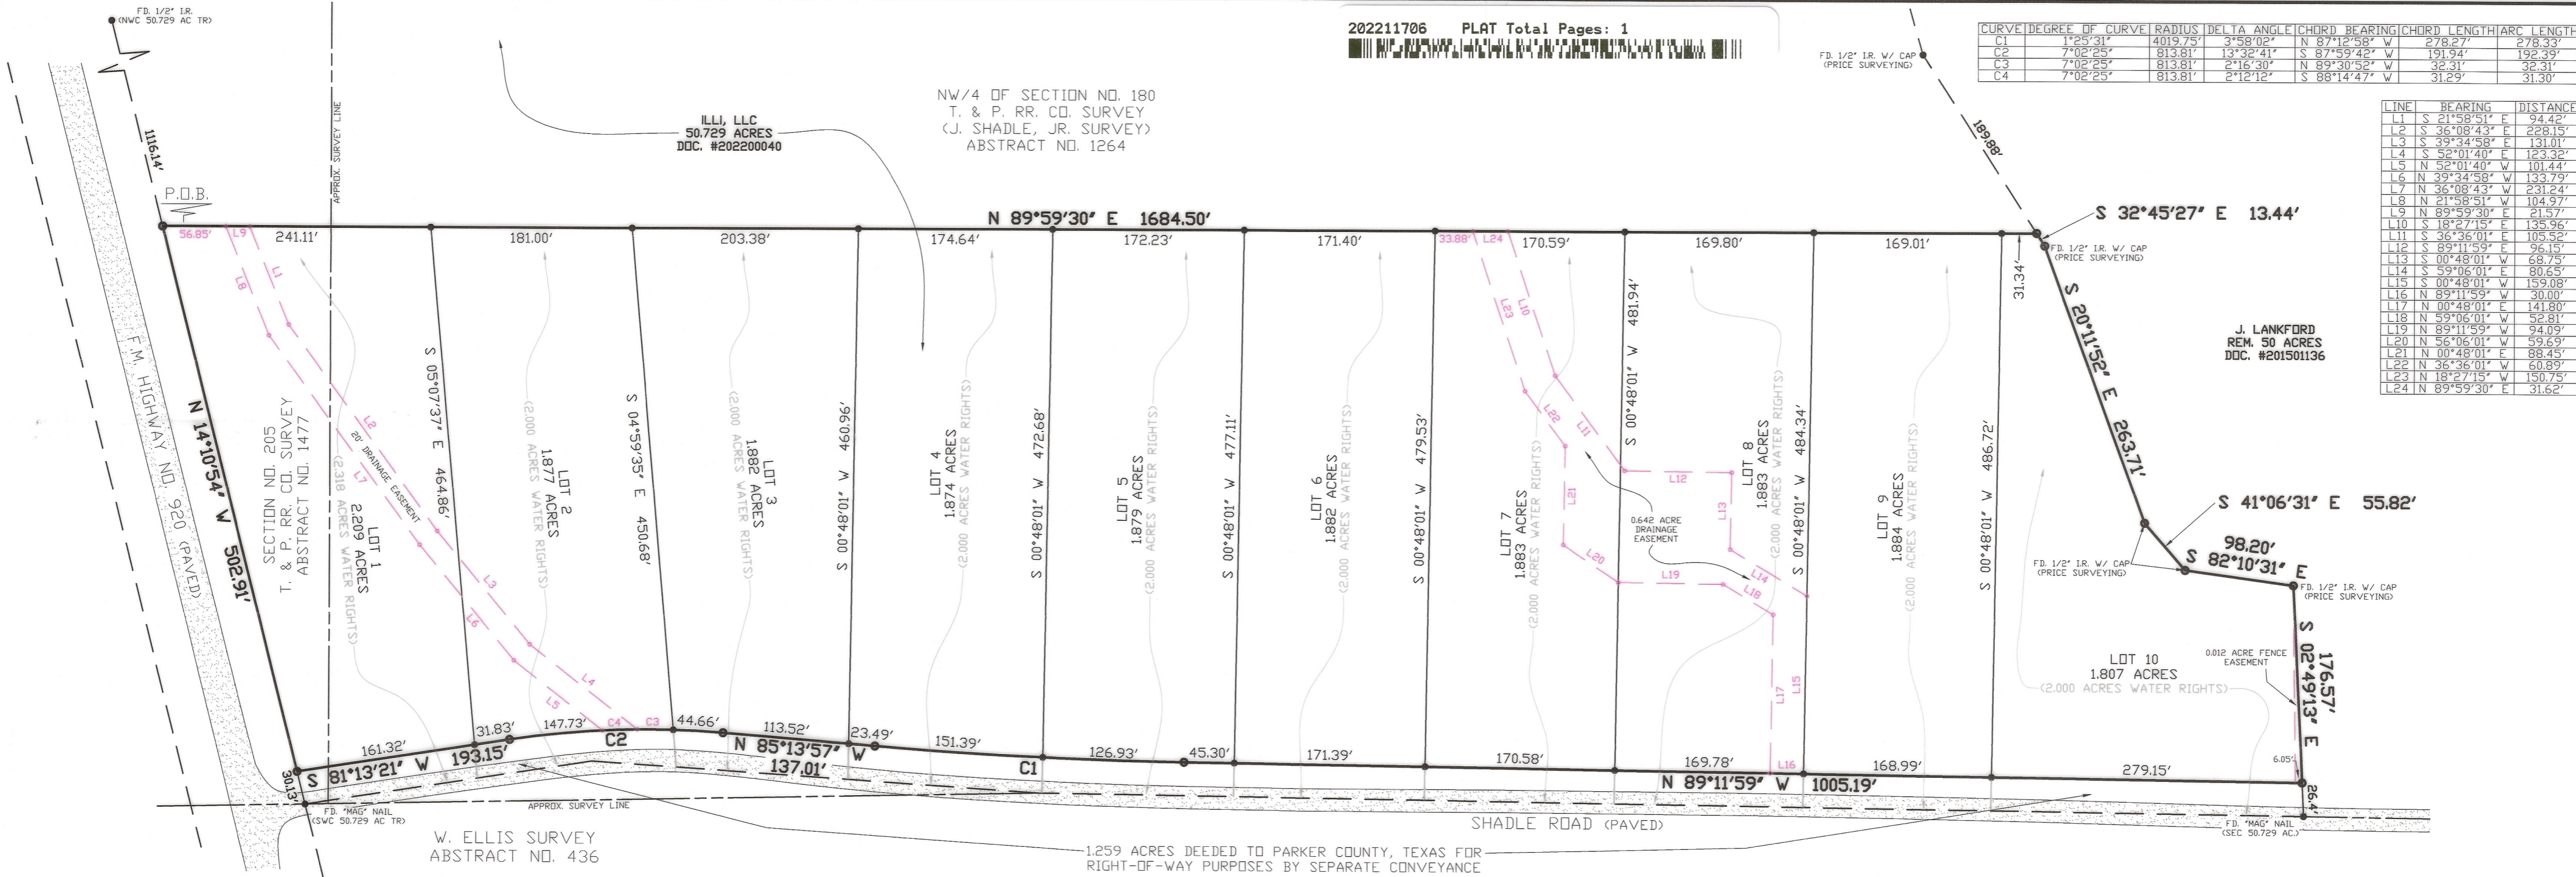 FD. 1/2" I.R.
(NWC 50.729 AC TR)
202211706 PLAT Total Pages: 1
FD. 1/2" I.R. W/ CAP
(PRICE SURVEYING)
CURVE DEGREE OF CURVE RADIUS DELTA ANGLE CHORD BEARING CHORD LENGTH ARC LENGTH
C1 1°25'31" 4019.75' 3°58'02" N 87°12'58" W 278.27' 278.33'
C2 7°02'25" 813.81' 13°32'41" S 87°59'42" W 191.94' 192.39'
C3 7°02'25" 813.81' 2°16'30" N 89°30'52" W 32.31' 32.31'
C4 7°02'25" 813.81' 2°12'12" S 88°14'47" W 31.29' 31.30'
LINE BEARING DISTANCE
L1 S 21°58'51" E 94.42'
L2 S 36°08'43" E 228.15'
L3 S 39°34'58" E 131.01'
L4 S 52°01'40" E 123.32'
L5 N 52°01'40" W 101.44'
L6 N 39°34'58" W 133.79'
L7 N 36°08'43" W 231.24'
L8 N 21°58'51" W 104.97'
L9 N 89°59'30" E 21.57'
L10 S 18°27'15" E 135.96'
L11 S 36°36'01" E 105.52'
L12 S 89°11'59" E 96.15'
L13 S 00°48'01" W 68.75'
L14 S 59°06'01" E 80.65'
L15 S 00°48'01" W 159.08'
L16 N 89°11'59" W 30.00'
L17 N 00°48'01" E 141.80'
L18 N 59°06'01" W 52.81'
L19 N 89°11'59" W 94.09'
L20 N 56°06'01" W 59.69'
L21 N 00°48'01" E 88.45'
L22 N 36°36'01" W 60.89'
L23 N 18°27'15" W 150.75'
L24 N 89°59'30" E 31.62'
1116.14'
APPROX. SURVEY LINE
ILLI, LLC
50.729 ACRES
DOC. #202200040
NW/4 OF SECTION NO. 180
T. & P. RR. CO. SURVEY
(J. SHADLE, JR. SURVEY)
ABSTRACT NO. 1264
189.88'
P.O.B.
N 89°59'30" E 1684.50'
S 32°45'27" E 13.44'
56.85'
L9
241.11'
181.00'
203.38'
174.64'
172.23'
171.40'
33.88'
L24
170.59'
169.80'
169.01'
31.34'
FD. 1/2" I.R. W/ CAP
(PRICE SURVEYING)
L8
L1
L23
L10
S 20°11'52" E 263.71'
J. LANKFORD
REM. 50 ACRES
DOC. #201501136
F.M. HIGHWAY NO 920 (PAVED)
N 14°10'54" W 502.91'
SECTION NO. 205
T. & P. RR. CO. SURVEY
ABSTRACT NO. 1477
LOT 1
2.209 ACRES
(2.318 ACRES WATER RIGHTS)
L2
20' DRAINAGE EASEMENT
L7
L3
L6
L4
L5
S 05°07'37" E 464.86'
LOT 2
1.877 ACRES
(2.000 ACRES WATER RIGHTS)
S 04°59'35" E 450.68'
LOT 3
1.882 ACRES
(2.000 ACRES WATER RIGHTS)
S 00°48'01" W 460.96'
LOT 4
1.874 ACRES
(2.000 ACRES WATER RIGHTS)
S 00°48'01" W 472.68'
LOT 5
1.879 ACRES
(2.000 ACRES WATER RIGHTS)
S 00°48'01" W 477.11'
LOT 6
1.882 ACRES
(2.000 ACRES WATER RIGHTS)
S 00°48'01" W 479.53'
LOT 7
1.883 ACRES
(2.000 ACRES WATER RIGHTS)
L22
L11
L21
L20
S 00°48'01" W 481.94'
0.642 ACRE
DRAINAGE
EASEMENT
L12
L13
L14
L19
L18
L17
L15
LOT 8
1.883 ACRES
(2.000 ACRES WATER RIGHTS)
S 00°48'01" W 484.34'
LOT 9
1.884 ACRES
(2.000 ACRES WATER RIGHTS)
S 00°48'01" W 486.72'
S 41°06'31" E 55.82'
98.20'
S 82°10'31" E
FD. 1/2" I.R. W/ CAP
(PRICE SURVEYING)
FD. 1/2" I.R. W/ CAP
(PRICE SURVEYING)
LOT 10
1.807 ACRES
(2.000 ACRES WATER RIGHTS)
0.012 ACRE FENCE
EASEMENT
S 02°49'13" E
176.57'
6.05'
161.32'
31.83'
147.73'
C4
C3
44.66'
113.52'
23.49'
151.39'
126.93'
45.30'
171.39'
170.58'
169.78'
L16
168.99'
279.15'
S 81°13'21" W 193.15'
C2
N 85°13'57" W
137.01'
C1
N 89°11'59" W 1005.19'
30.13'
26.4'
FD. "MAG" NAIL
(SWC 50.729 AC TR)
APPROX. SURVEY LINE
SHADLE ROAD (PAVED)
FD. "MAG" NAIL
(SEC 50.729 AC.)
W. ELLIS SURVEY
ABSTRACT NO. 436
1.259 ACRES DEEDED TO PARKER COUNTY, TEXAS FOR
RIGHT-OF-WAY PURPOSES BY SEPARATE CONVEYANCE